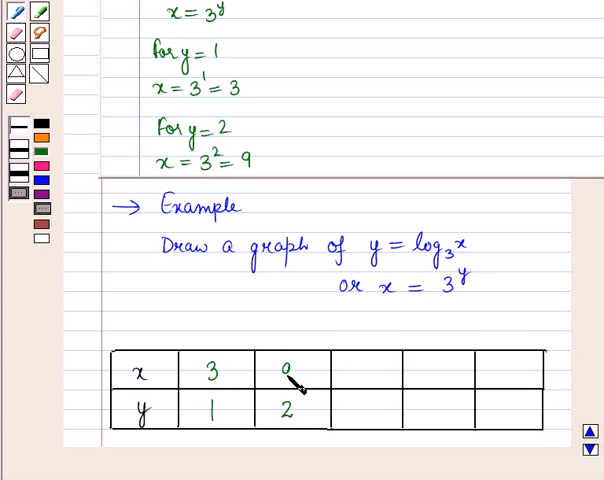 x = 3^y
For y = 1
x = 3^1 = 3
For y = 2
x = 3^2 = 9
→ Example
Draw a graph of y = log₃x
or x = 3^y
x 3
y 1 2